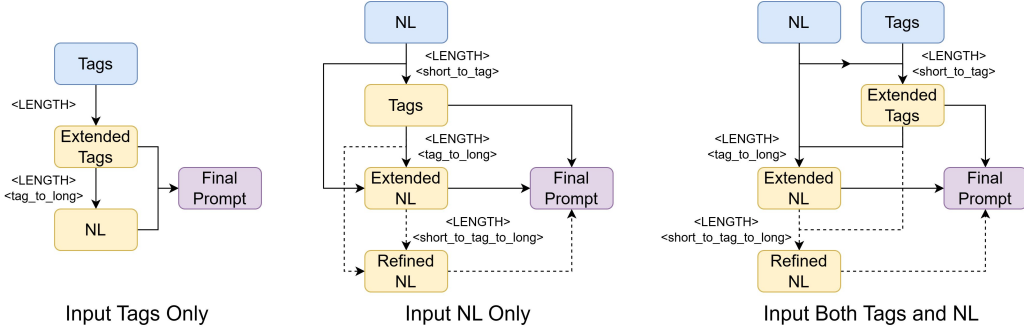 Tags
<LENGTH>
Extended
Tags
<LENGTH>
<tag_to_long>
NL
Final
Prompt
Input Tags Only
NL
<LENGTH>
<short_to_tag>
Tags
<LENGTH>
<tag_to_long>
Extended
NL
Final
Prompt
<LENGTH>
<short_to_tag_to_long>
Refined
NL
Input NL Only
NL
Tags
<LENGTH>
<short_to_tag>
Extended
Tags
<LENGTH>
<tag_to_long>
Extended
NL
Final
Prompt
<LENGTH>
<short_to_tag_to_long>
Refined
NL
Input Both Tags and NL